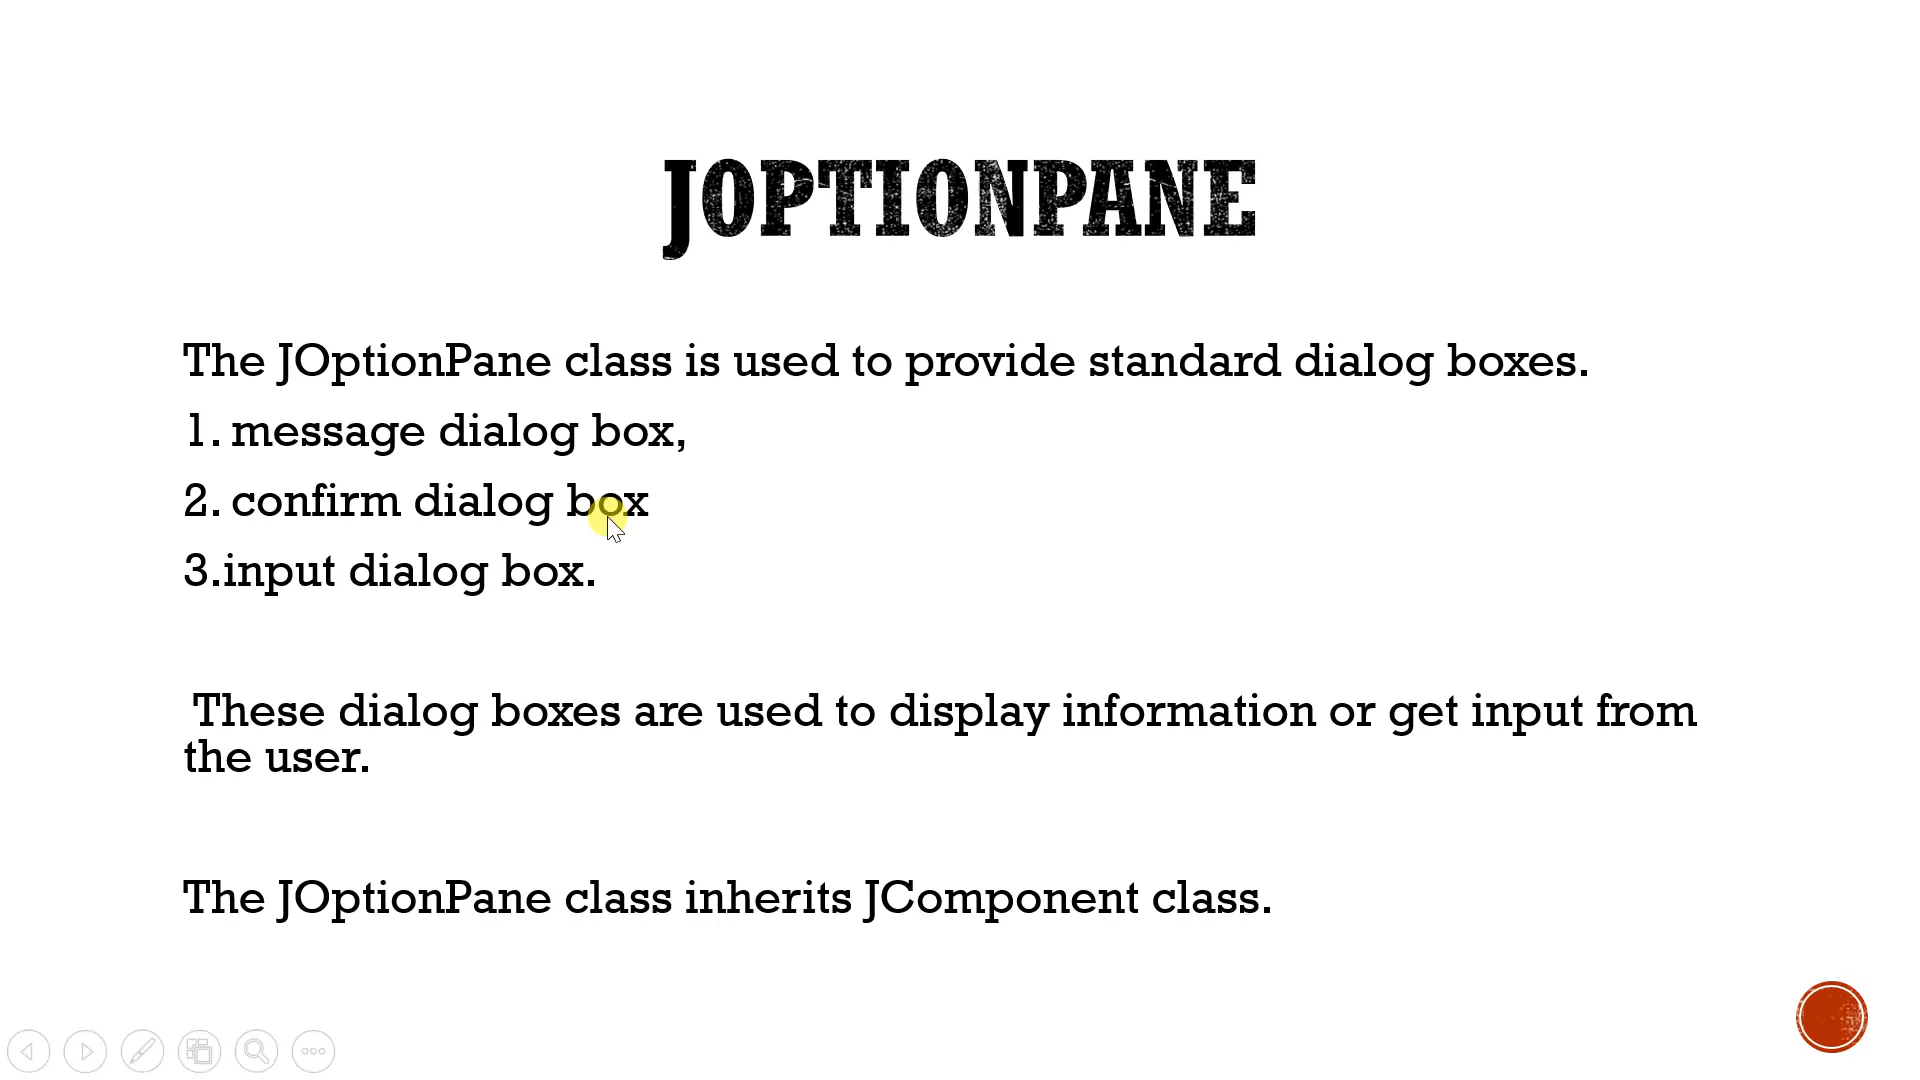 JOPTIONPANE
The JOptionPane class is used to provide standard dialog boxes.
1. message dialog box,
2. confirm dialog box
3.input dialog box.
These dialog boxes are used to display information or get input from
the user.
The JOptionPane class inherits JComponent class.